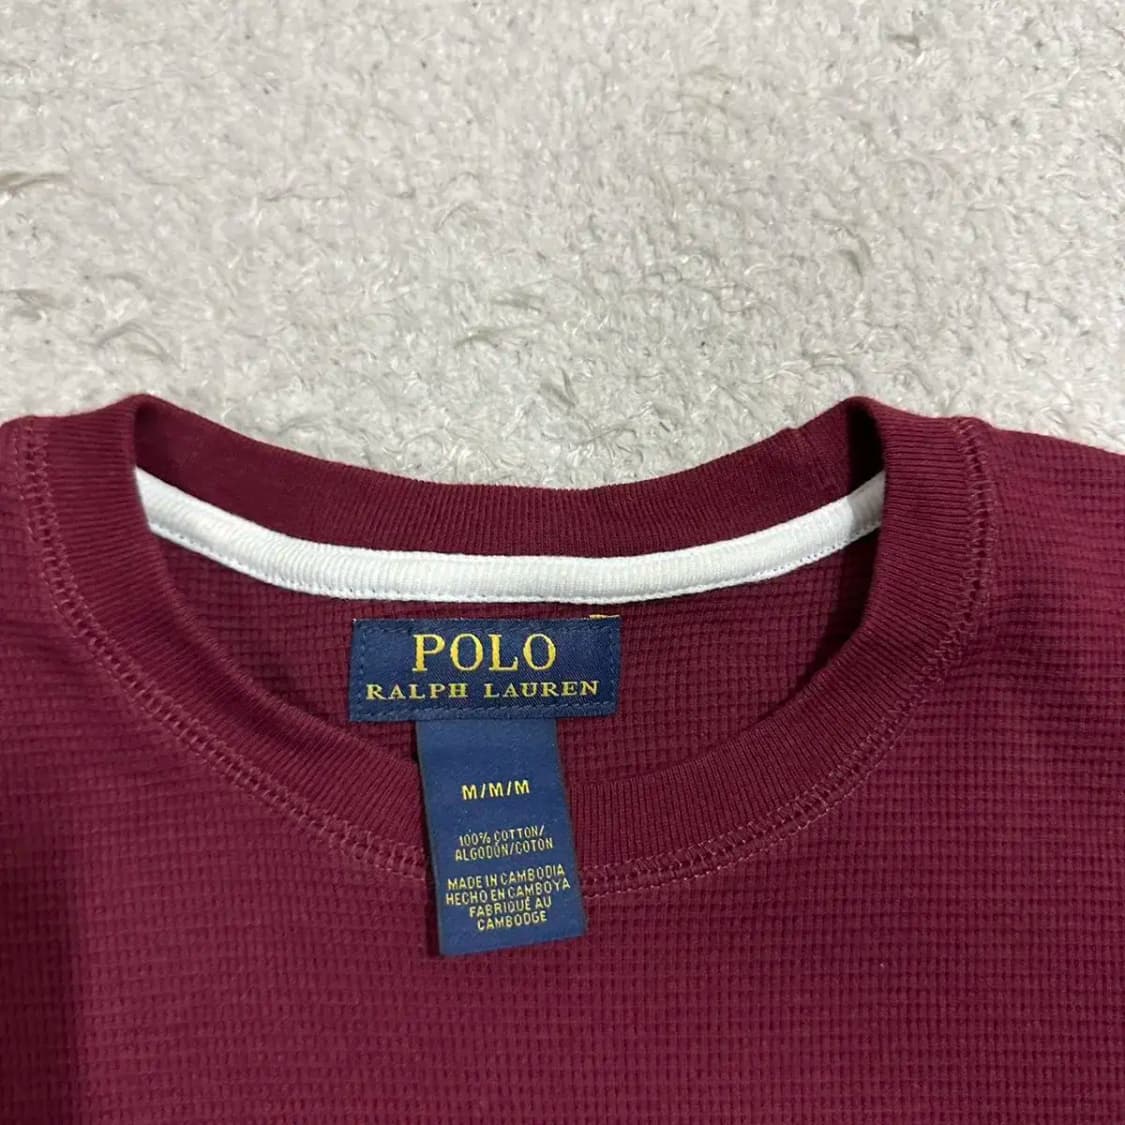 POLO
RALPH LAUREN
M/M/M
100% COTTON/
ALGODÓN/COTON
MADE IN CAMBODIA
HECHO EN CAMBOYA
FABRIQUÉ AU
CAMBODGE